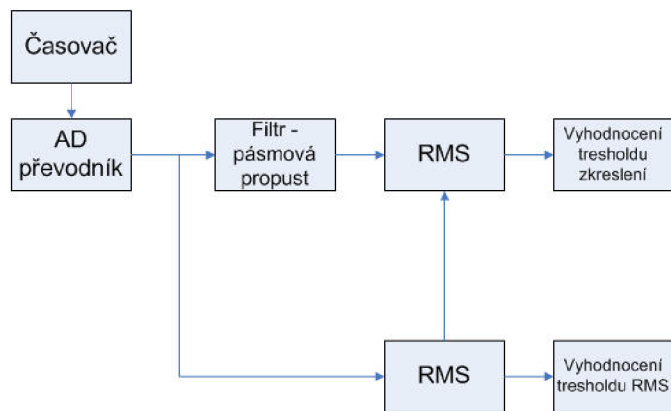 Časovač
AD
převodník
Filtr -
pásmová
propust
RMS
Vyhodnocení
tresholdu
zkreslení
RMS
Vyhodnocení
tresholdu RMS